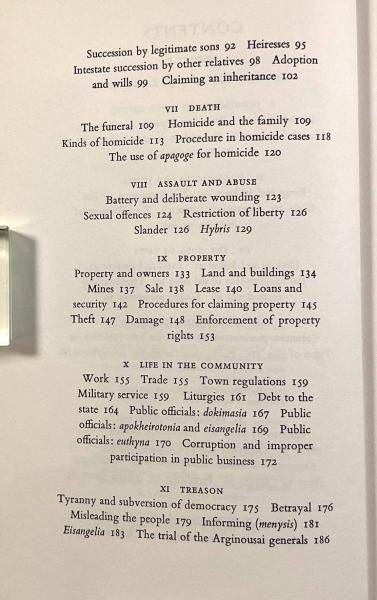 Succession by legitimate sons 92 Heiresses 95
Intestate succession by other relatives 98 Adoption
and wills 99 Claiming an inheritance 102
VII DEATH
The funeral 109 Homicide and the family 109
Kinds of homicide 113 Procedure in homicide cases 118
The use of apagoge for homicide 120
VIII ASSAULT AND ABUSE
Battery and deliberate wounding 123
Sexual offences 124 Restriction of liberty 126
Slander 126 Hybris 129
IX PROPERTY
Property and owners 133 Land and buildings 134
Mines 137 Sale 138 Lease 140 Loans and
security 142 Procedures for claiming property 145
Theft 147 Damage 148 Enforcement of property
rights 153
X LIFE IN THE COMMUNITY
Work 155 Trade 155 Town regulations 159
Military service 159 Liturgies 161 Debt to the
state 164 Public officials: dokimasia 167 Public
officials: apokheirotonia and eisangelia 169 Public
officials: euthyna 170 Corruption and improper
participation in public business 172
XI TREASON
Tyranny and subversion of democracy 175 Betrayal 176
Misleading the people 179 Informing (menysis) 181
Eisangelia 183 The trial of the Arginousai generals 186